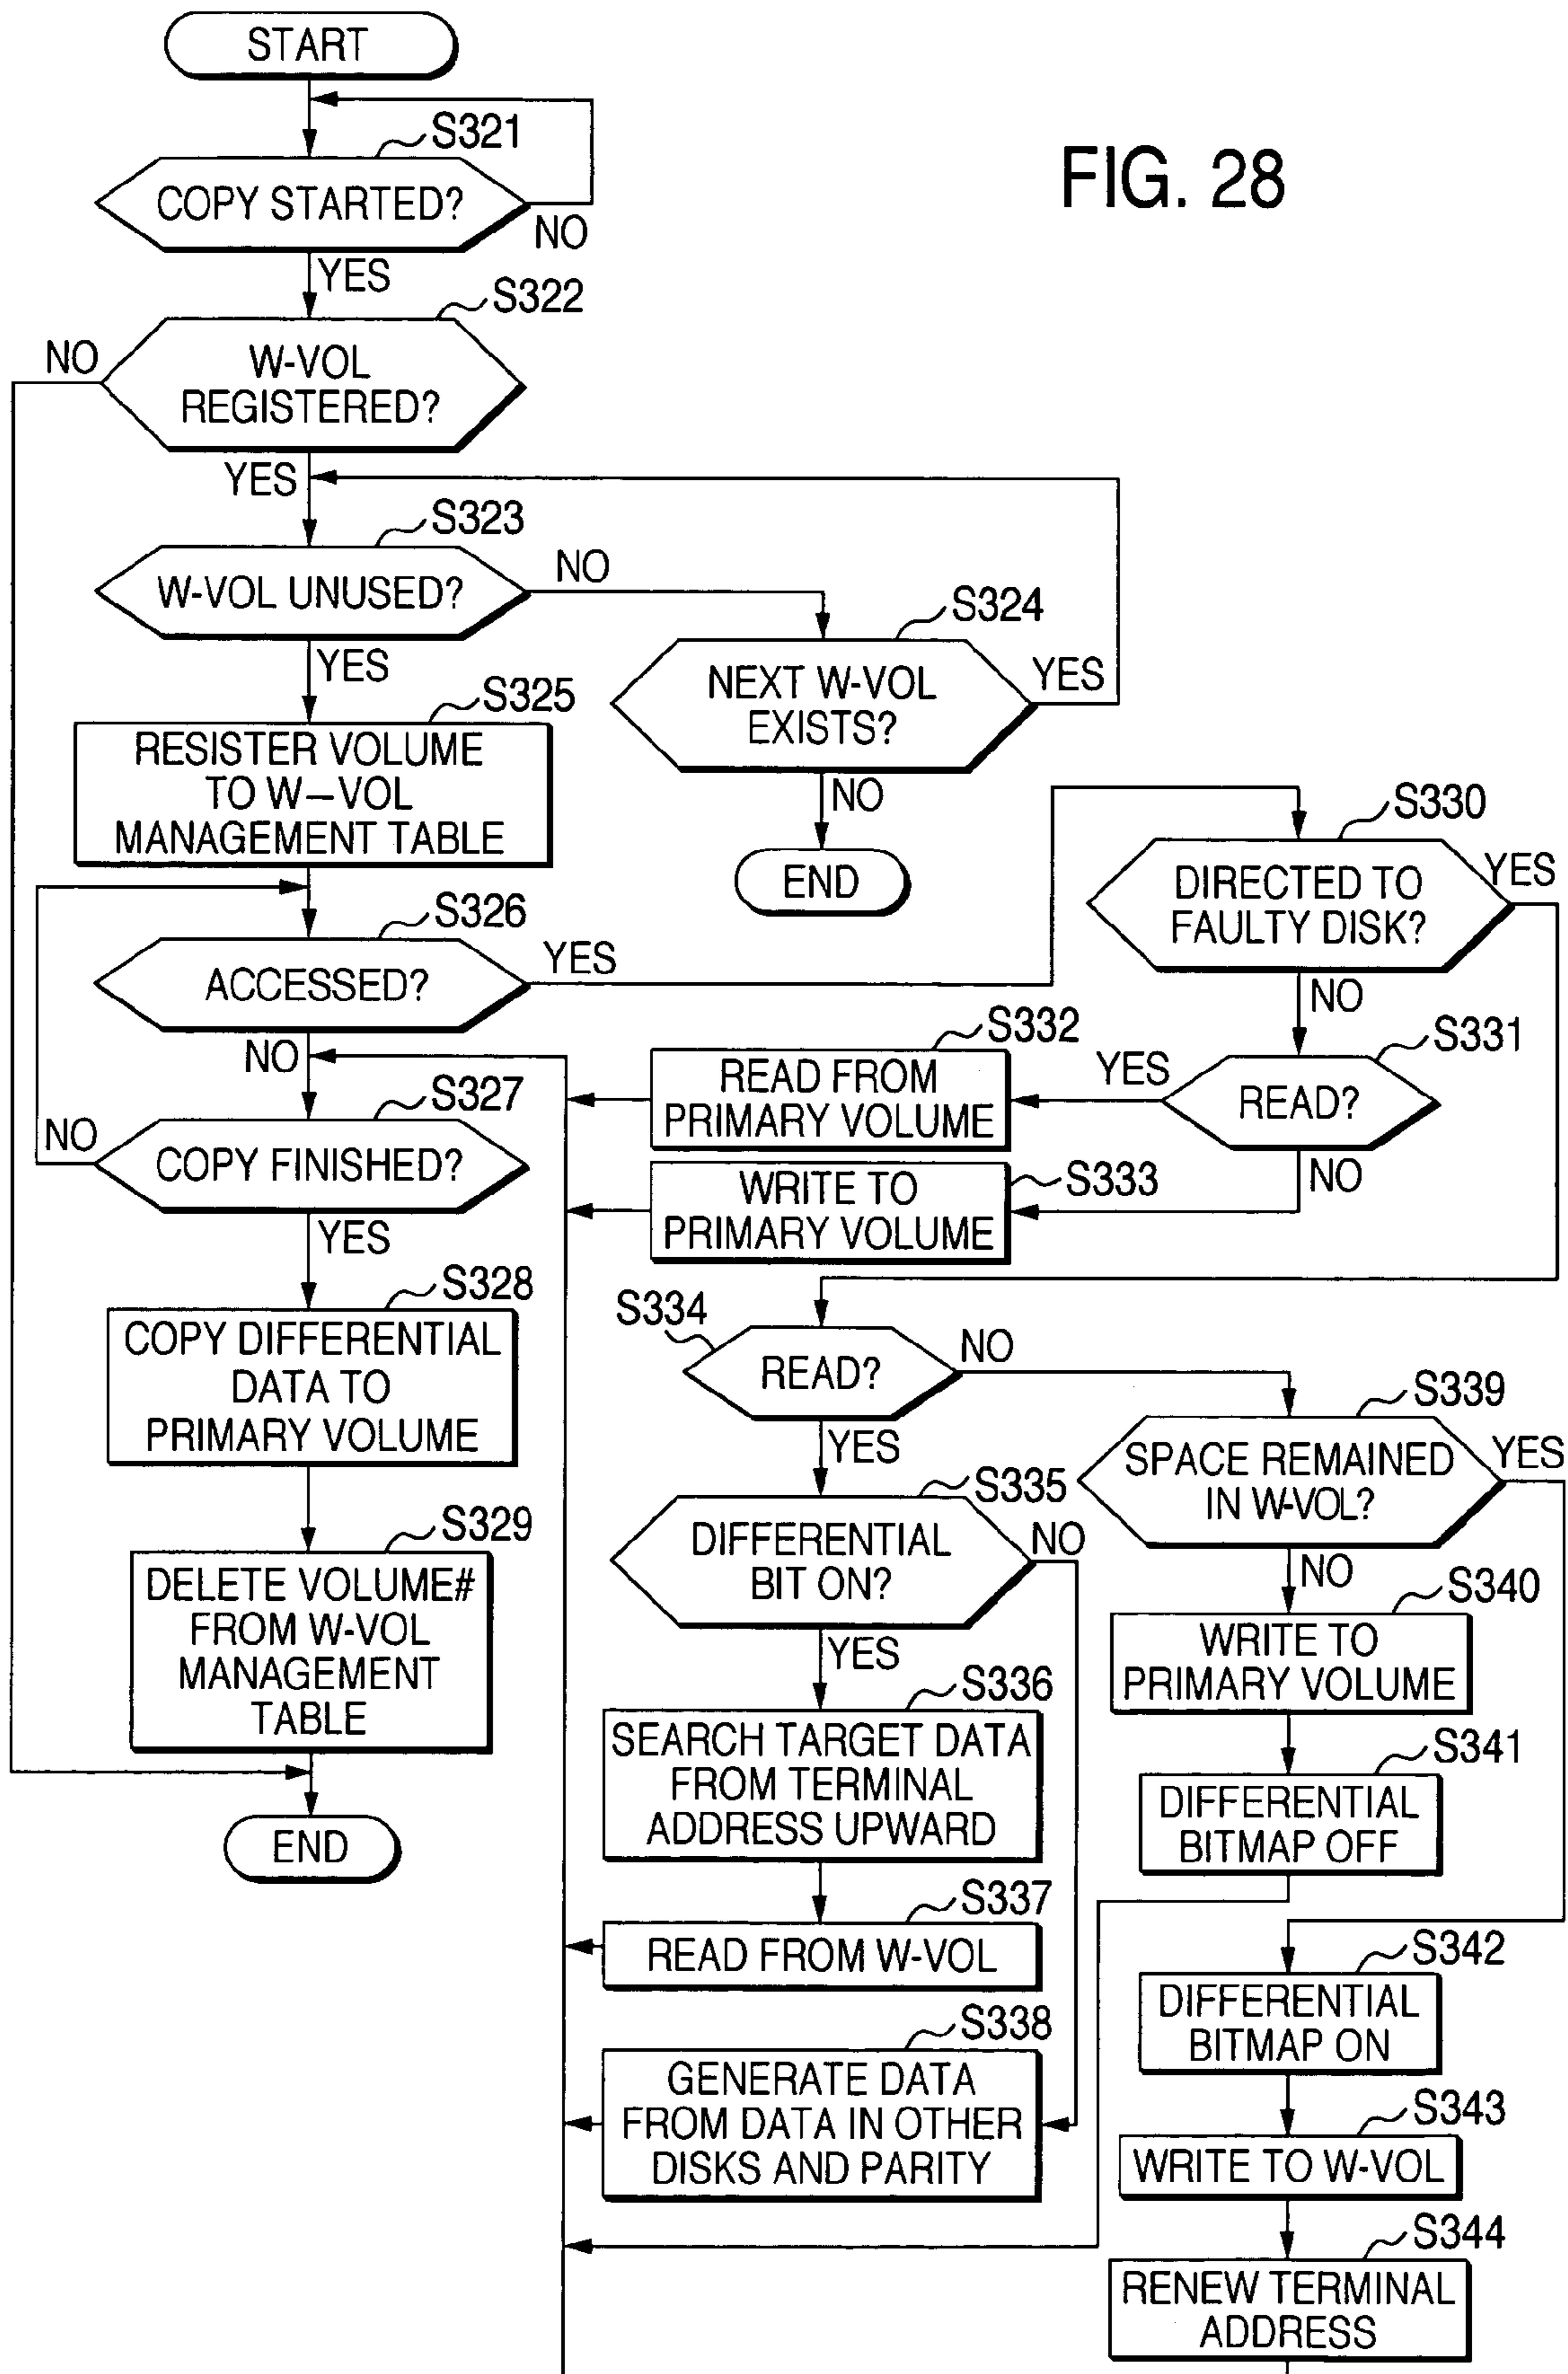 START
FIG. 28
S321
COPY STARTED?
NO
YES
S322
NO
W-VOL
REGISTERED?
YES
S323
W-VOL UNUSED?
NO
S324
YES
NEXT W-VOL
EXISTS?
YES
NO
END
S325
RESISTER VOLUME
TO W–VOL
MANAGEMENT TABLE
S326
ACCESSED?
YES
NO
S327
NO
COPY FINISHED?
YES
S328
COPY DIFFERENTIAL
DATA TO
PRIMARY VOLUME
S329
DELETE VOLUME#
FROM W-VOL
MANAGEMENT
TABLE
END
S330
DIRECTED TO
FAULTY DISK?
YES
NO
S331
READ?
YES
NO
S332
READ FROM
PRIMARY VOLUME
S333
WRITE TO
PRIMARY VOLUME
S334
READ?
NO
YES
S335
DIFFERENTIAL
BIT ON?
NO
YES
S336
SEARCH TARGET DATA
FROM TERMINAL
ADDRESS UPWARD
S337
READ FROM W-VOL
S338
GENERATE DATA
FROM DATA IN OTHER
DISKS AND PARITY
S339
SPACE REMAINED
IN W-VOL?
YES
NO
S340
WRITE TO
PRIMARY VOLUME
S341
DIFFERENTIAL
BITMAP OFF
S342
DIFFERENTIAL
BITMAP ON
S343
WRITE TO W-VOL
S344
RENEW TERMINAL
ADDRESS